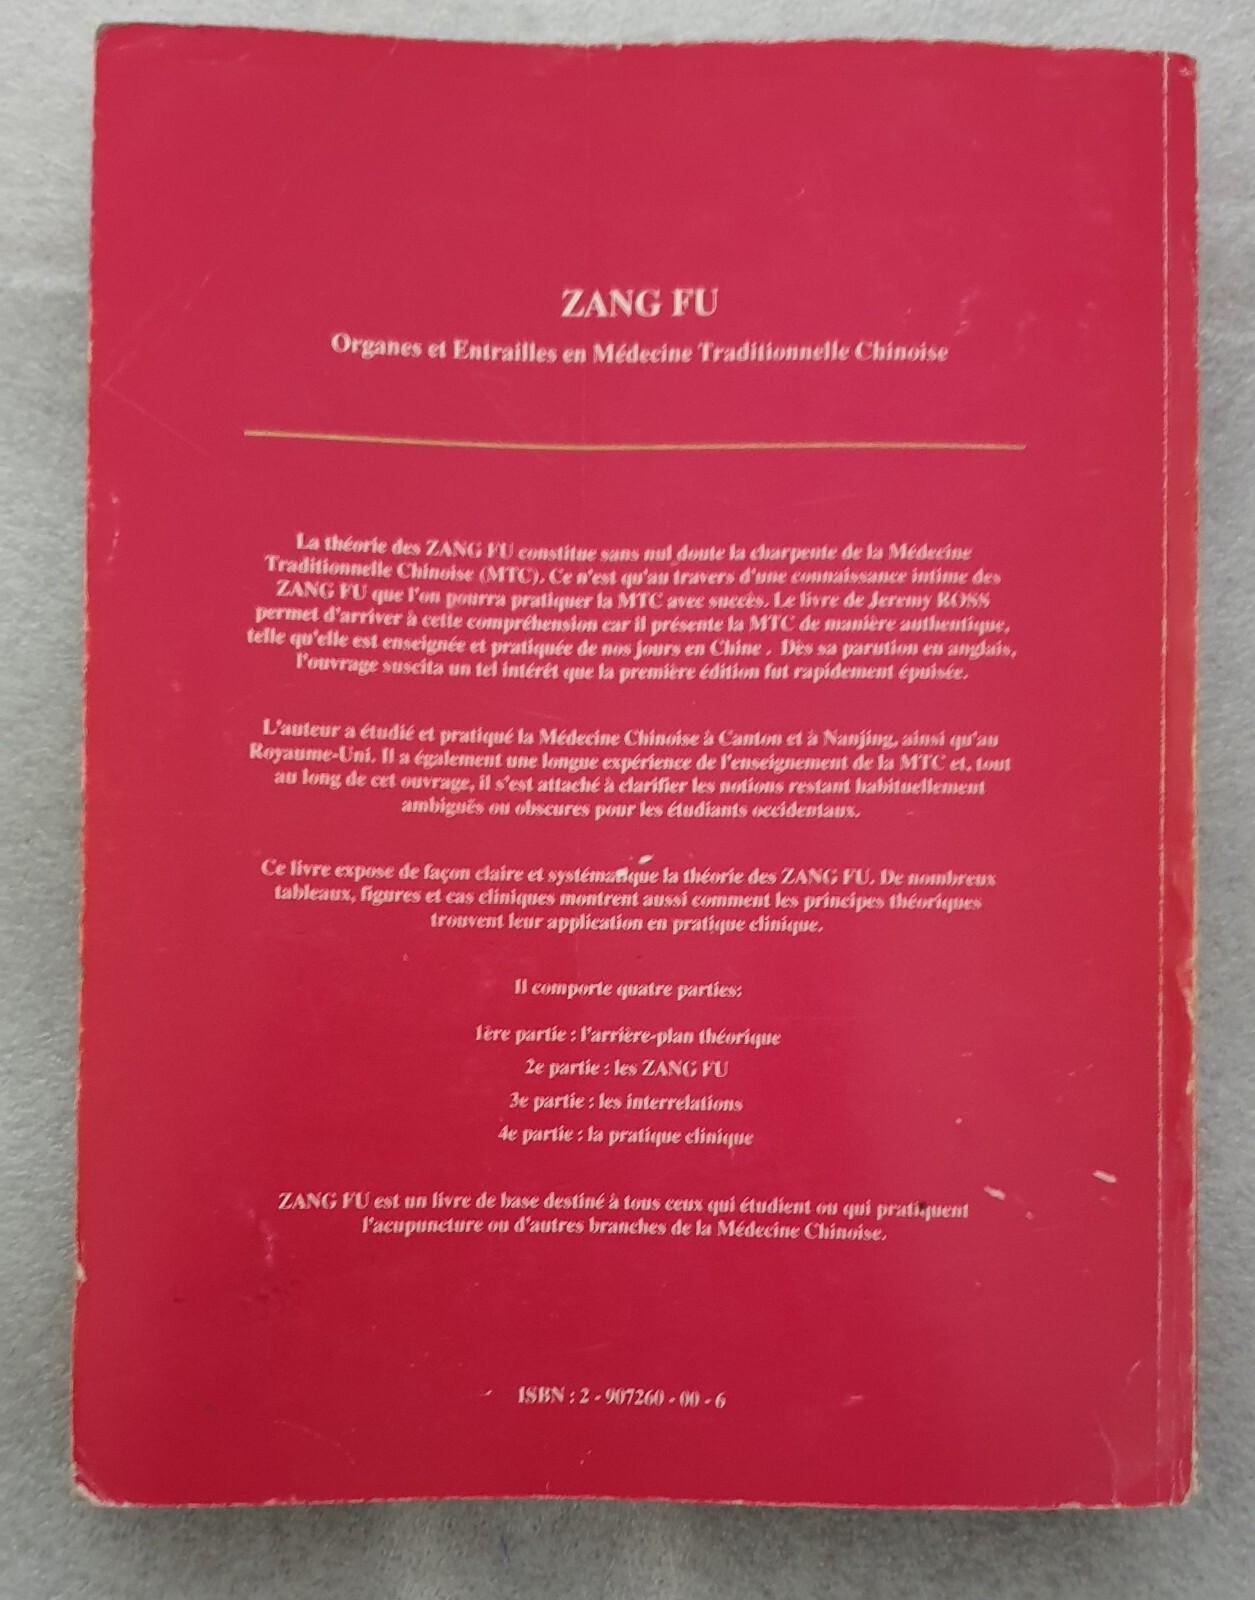 ZANG FU
Organes et Entrailles en Médecine Traditionnelle Chinoise
La théorie des ZANG FU constitue sans nul doute la charpente de la Médecine
Traditionnelle Chinoise (MTC). Ce n'est qu'au travers d'une connaissance intime des
ZANG FU que l'on pourra pratiquer la MTC avec succès. Le livre de Jeremy ROSS
permet d'arriver à cette compréhension car il présente la MTC de manière authentique,
telle qu'elle est enseignée et pratiquée de nos jours en Chine . Dès sa parution en anglais,
l'ouvrage suscita un tel intérêt que la première édition fut rapidement épuisée.
L'auteur a étudié et pratiqué la Médecine Chinoise à Canton et à Nanjing, ainsi qu'au
Royaume-Uni. Il a également une longue expérience de l'enseignement de la MTC et, tout
au long de cet ouvrage, il s'est attaché à clarifier les notions restant habituellement
ambiguës ou obscures pour les étudiants occidentaux.
Ce livre expose de façon claire et systématique la théorie des ZANG FU. De nombreux
tableaux, figures et cas cliniques montrent aussi comment les principes théoriques
trouvent leur application en pratique clinique.
Il comporte quatre parties:
1ère partie : l'arrière-plan théorique
2e partie : les ZANG FU
3e partie : les interrelations
4e partie : la pratique clinique
ZANG FU est un livre de base destiné à tous ceux qui étudient ou qui pratiquent
l'acupuncture ou d'autres branches de la Médecine Chinoise.
ISBN : 2 - 907260 - 00 - 6